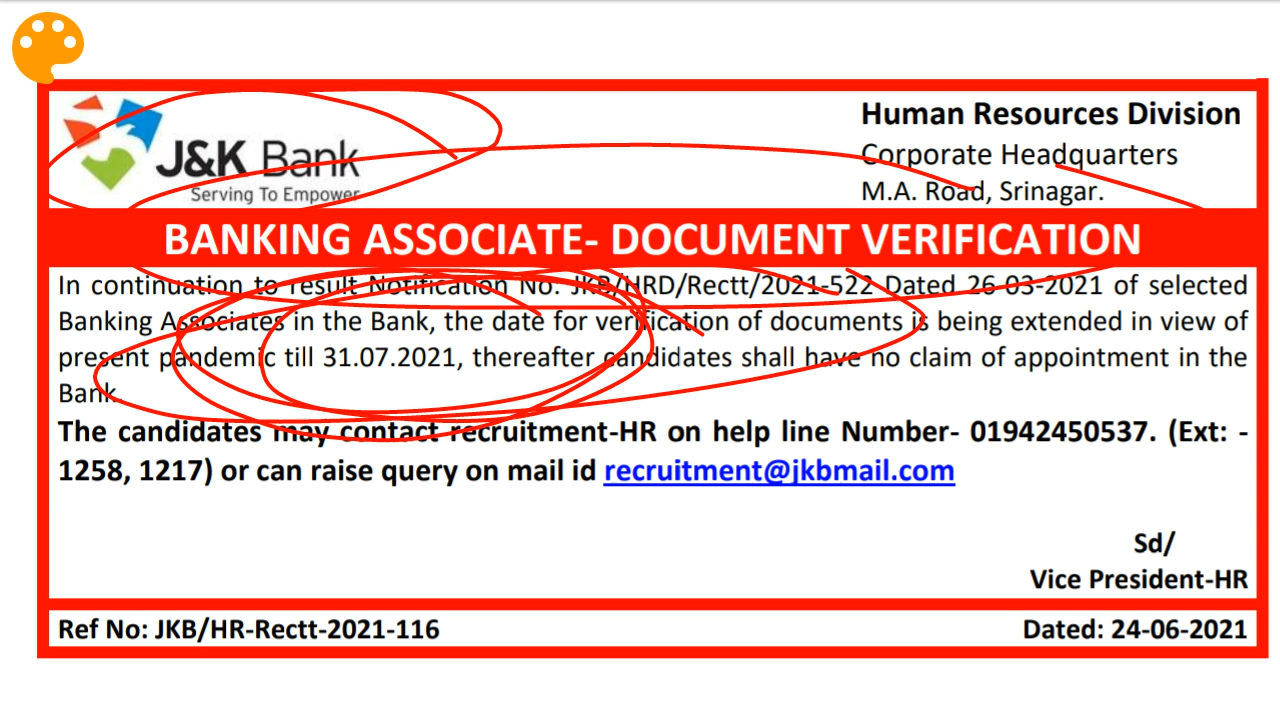 J&K Bank
Serving To Empower
Human Resources Division
Corporate Headquarters
M.A. Road, Srinagar.
BANKING ASSOCIATE- DOCUMENT VERIFICATION
In continuation to result Notification No. JKB/HRD/Rectt/2021-522 Dated 26-03-2021 of selected
Banking Associates in the Bank, the date for verification of documents is being extended in view of
present pandemic till 31.07.2021, thereafter candidates shall have no claim of appointment in the
Bank.
The candidates may contact recruitment-HR on help line Number- 01942450537. (Ext: -
1258, 1217) or can raise query on mail id recruitment@jkbmail.com
Sd/
Vice President-HR
Ref No: JKB/HR-Rectt-2021-116
Dated: 24-06-2021